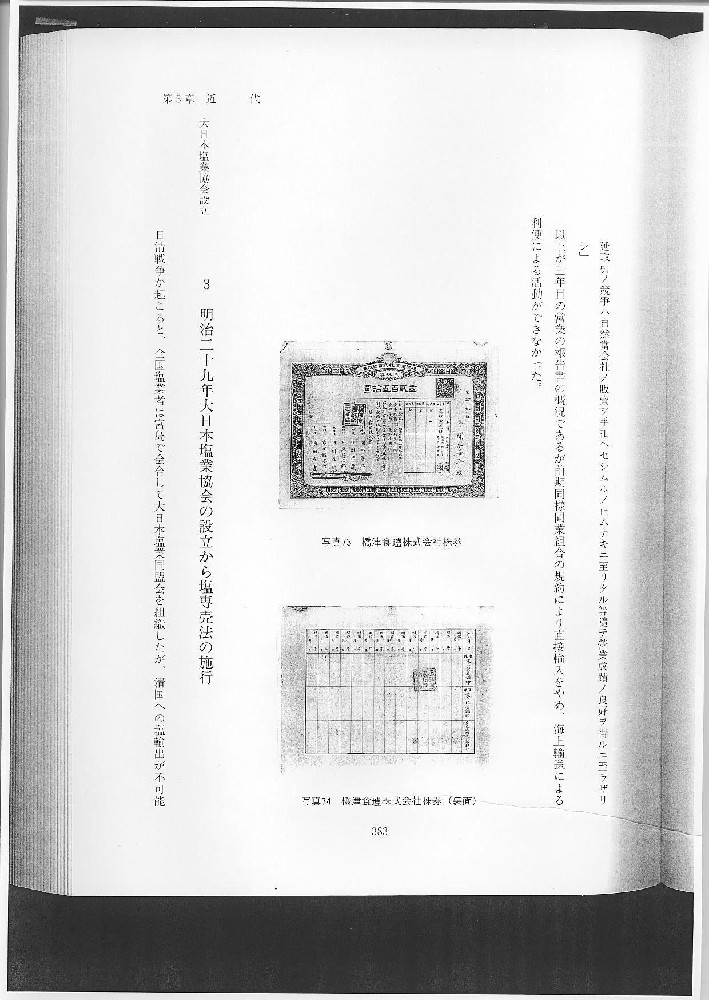 第3章 近 代
延取引ノ競爭ハ自然當会社ノ販賣ヲ手扣ヘセシムルノ止ムナキニ至リタル等隨テ營業成蹟ノ良好ヲ得ルニ至ラザリ
シ」
以上が三年目の営業の報告書の概況であるが前期同様同業組合の規約により直接輸入をやめ、海上輸送による
利便による活動ができなかった。
金貳百五拾圓
写真73 橋津食壚株式会社株券
写真74 橋津食壚株式会社株券（裏面）
3 明治二十九年大日本塩業協会の設立から塩専売法の施行
大日本塩業協会設立
日清戦争が起こると、全国塩業者は宮島で会合して大日本塩業同盟会を組織したが、清国への塩輸出が不可能
383